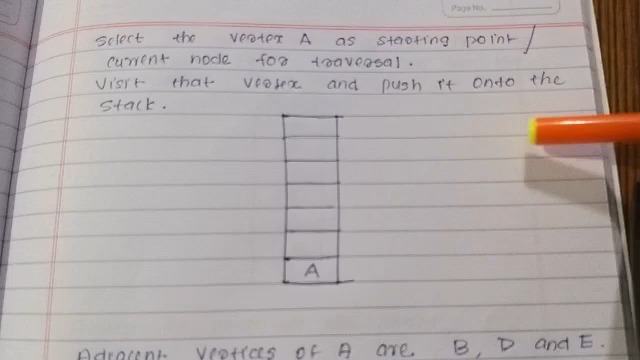 Page No.
Select the vertex A as starting point/
current node for traversal.
Visit that vertex and push it onto the
stack.
A
Adjacent vertices of A are B, D and E.